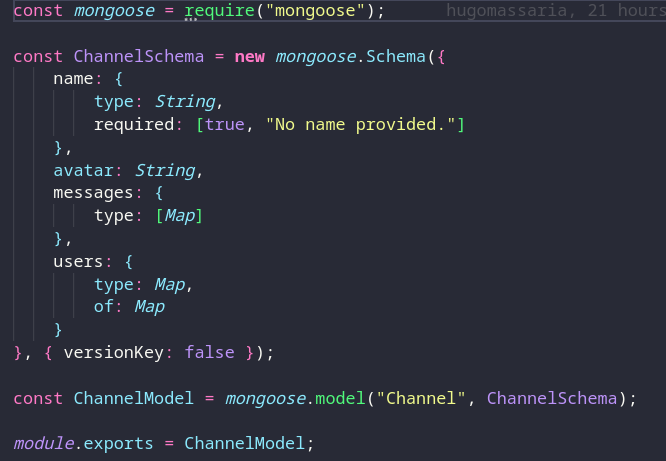 const mongoose = require("mongoose"); hugomassaria, 21 hours
const ChannelSchema = new mongoose.Schema({
    name: {
        type: String,
        required: [true, "No name provided."]
    },
    avatar: String,
    messages: {
        type: [Map]
    },
    users: {
        type: Map,
        of: Map
    }
}, { versionKey: false });
const ChannelModel = mongoose.model("Channel", ChannelSchema);
module.exports = ChannelModel;